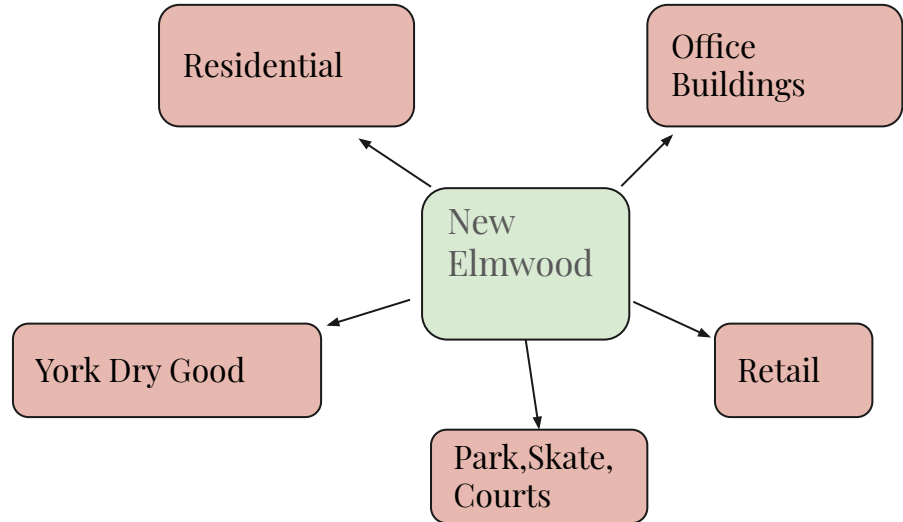 Residential
Office
Buildings
New
Elmwood
York Dry Good
Retail
Park,Skate,
Courts